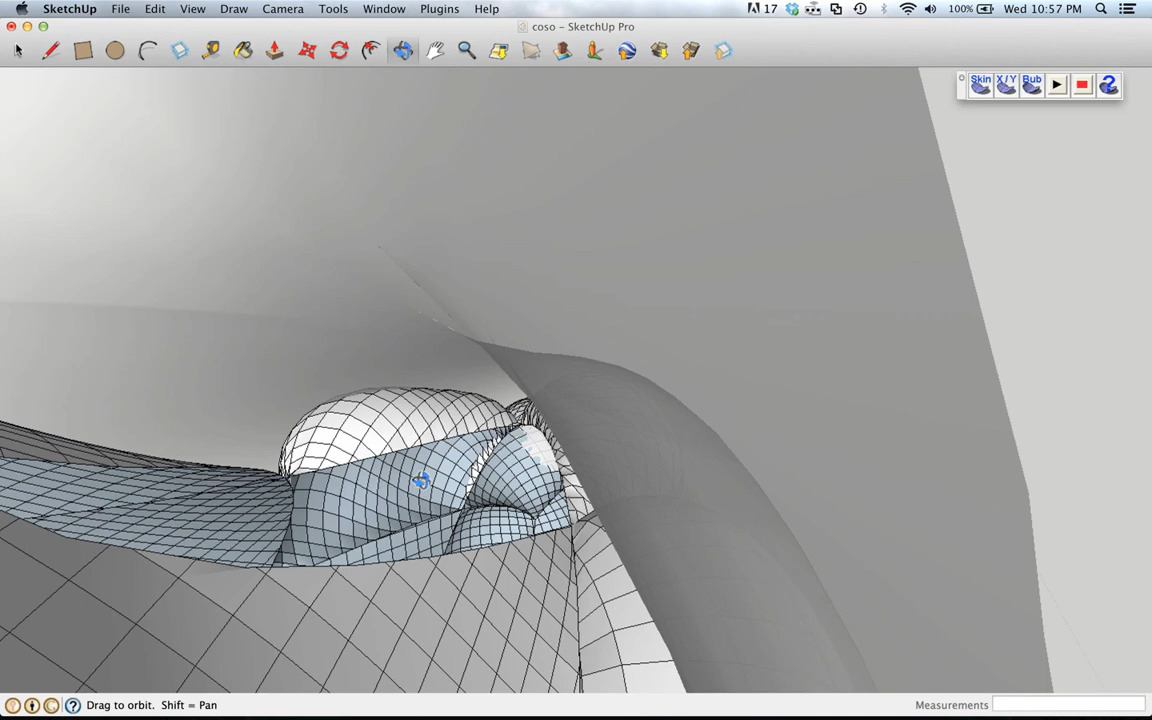 SketchUp File Edit View Draw Camera Tools Window Plugins Help 17 100% Wed 10:57 PM
coso – SketchUp Pro
Skin X/Y Bub ?
Drag to orbit. Shift = Pan Measurements